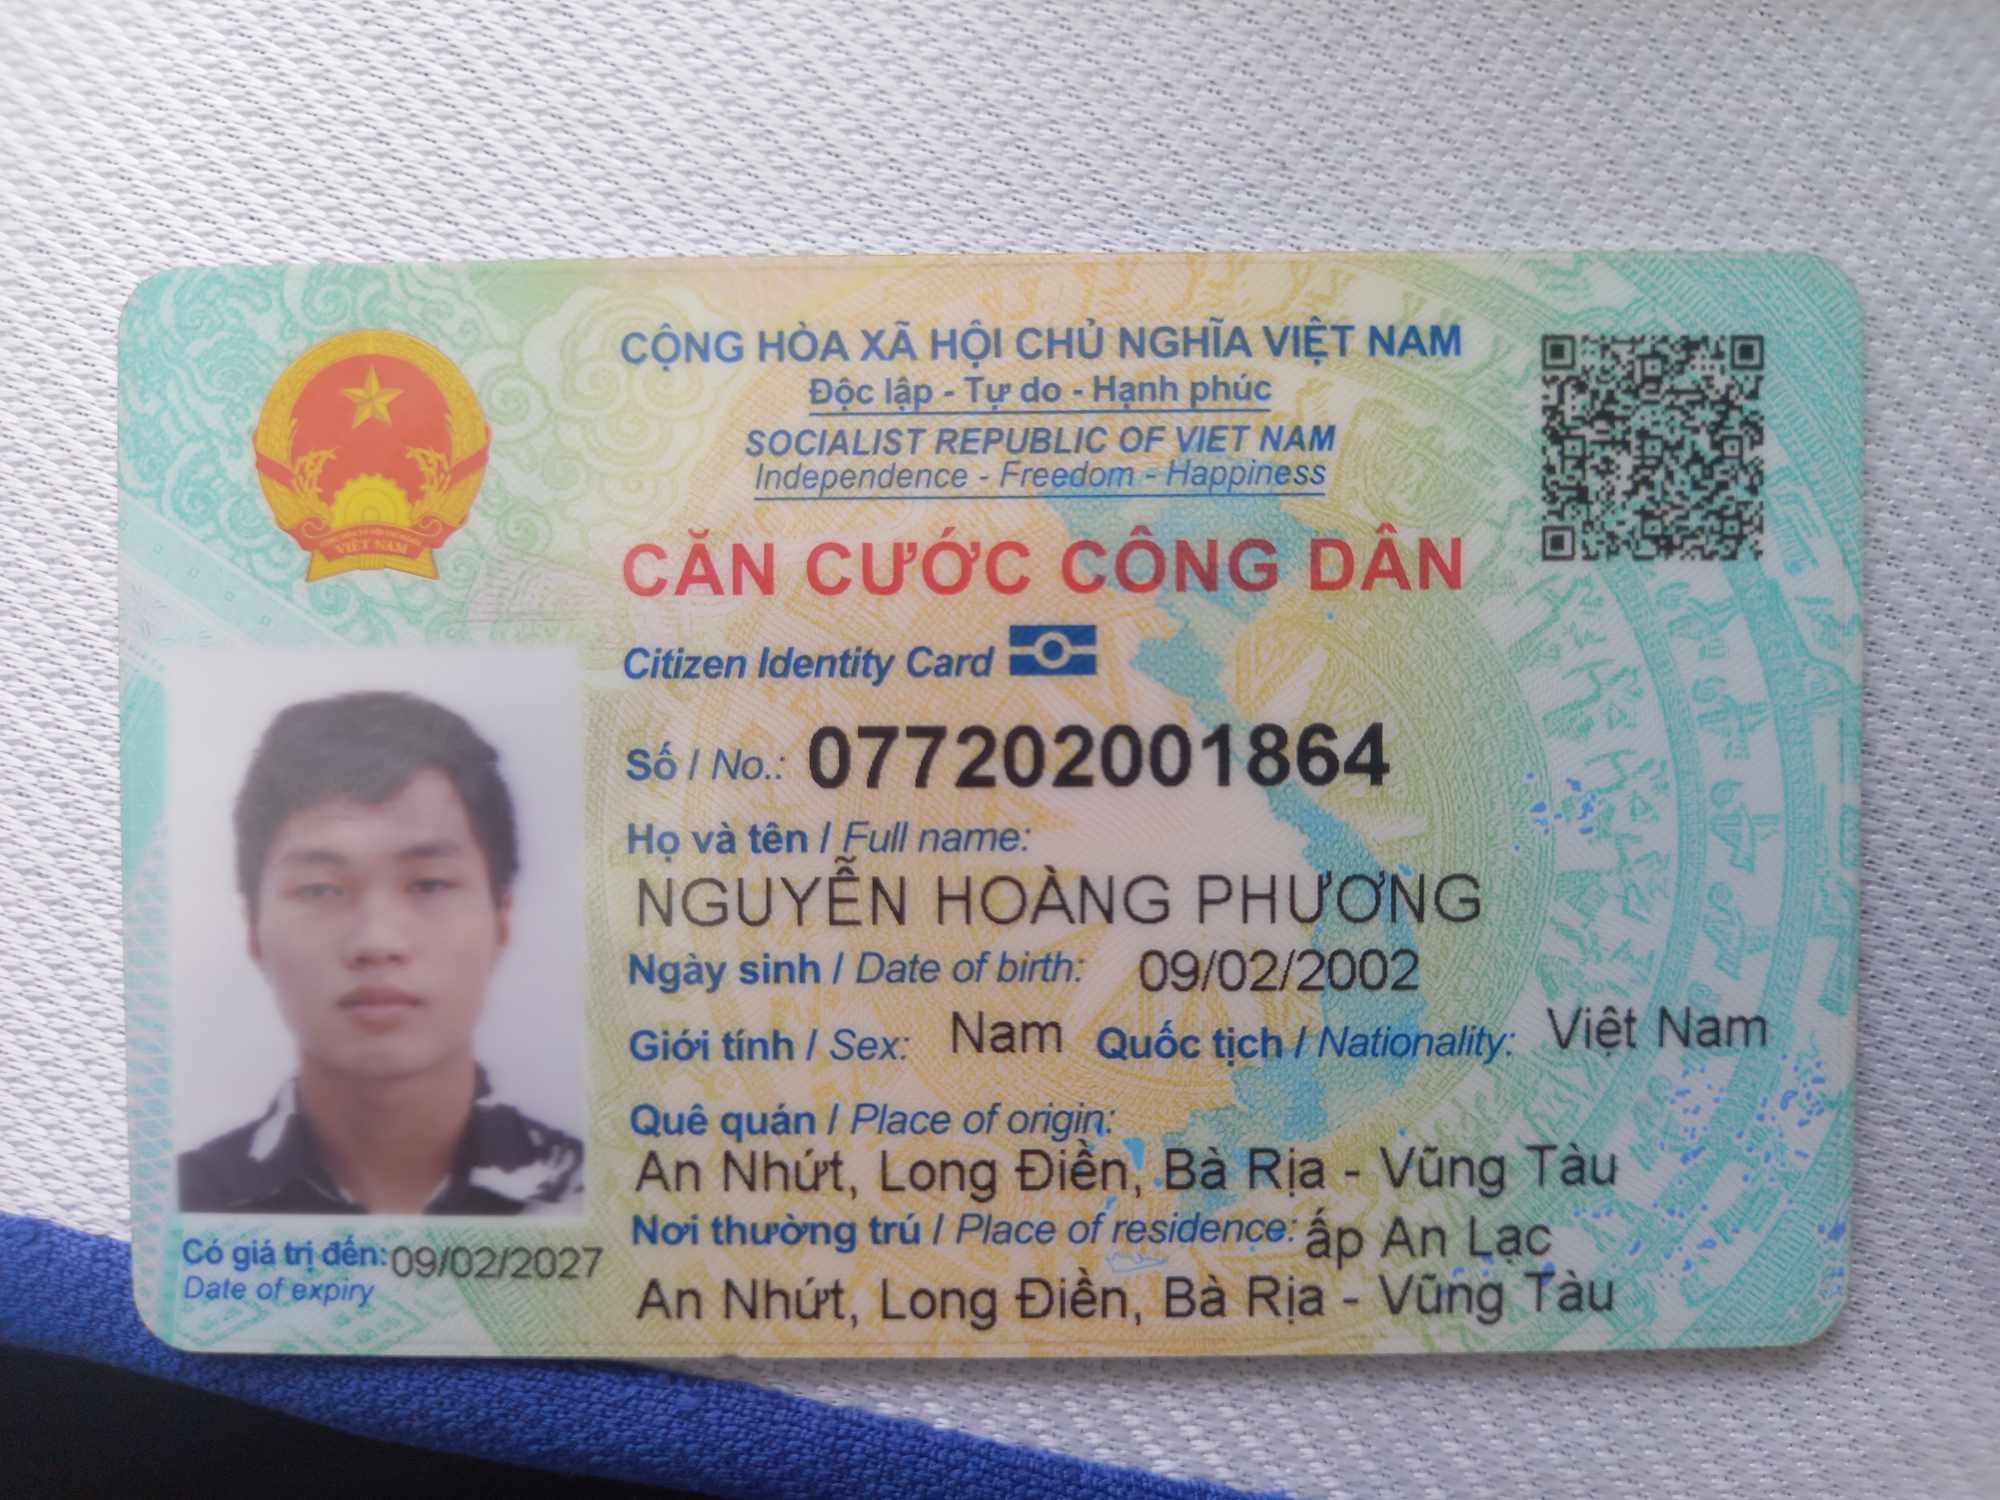 CỘNG HÒA XÃ HỘI CHỦ NGHĨA VIỆT NAM
Độc lập - Tự do - Hạnh phúc
SOCIALIST REPUBLIC OF VIET NAM
Independence - Freedom - Happiness
VIỆT NAM
CĂN CƯỚC CÔNG DÂN
Citizen Identity Card
Số / No.: 077202001864
Họ và tên / Full name:
NGUYỄN HOÀNG PHƯƠNG
Ngày sinh / Date of birth: 09/02/2002
Giới tính / Sex: Nam Quốc tịch / Nationality: Việt Nam
Quê quán / Place of origin:
An Nhứt, Long Điền, Bà Rịa - Vũng Tàu
Nơi thường trú / Place of residence: ấp An Lạc
An Nhứt, Long Điền, Bà Rịa - Vũng Tàu
Có giá trị đến: 09/02/2027
Date of expiry